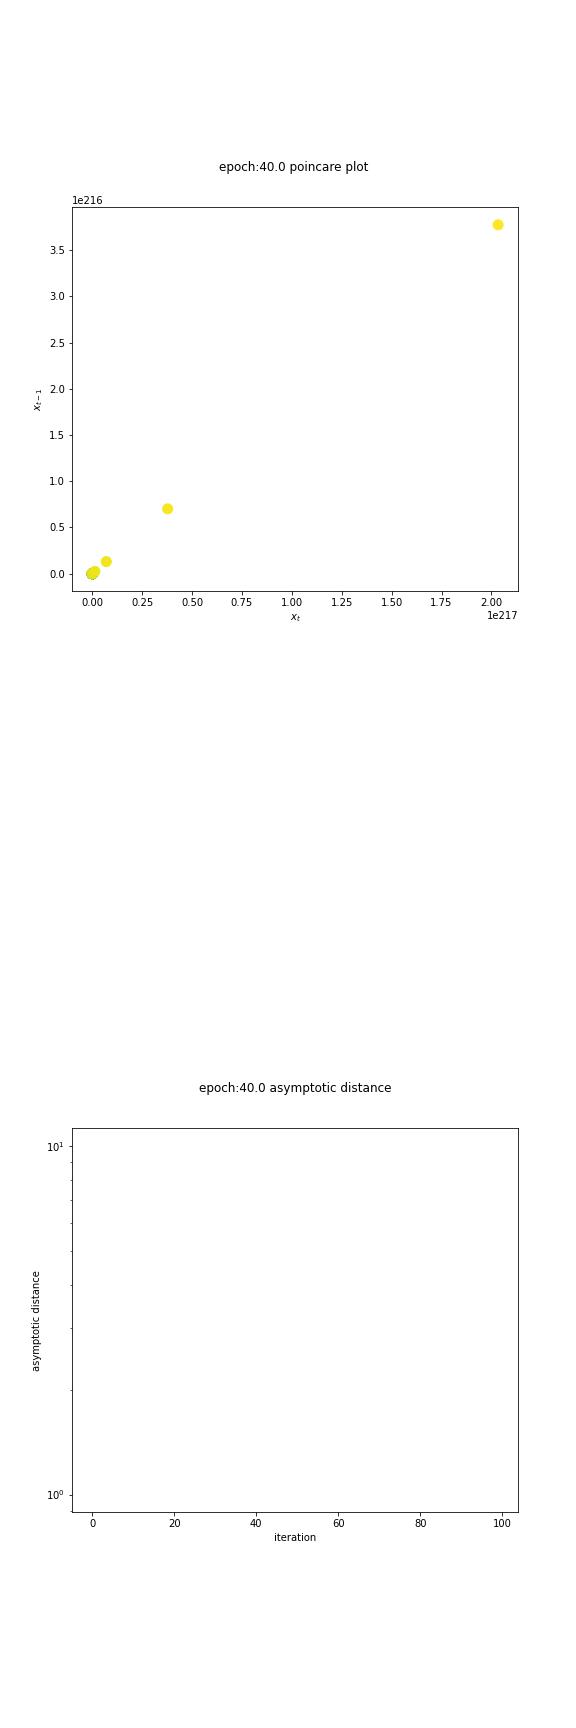 epoch:40.0 poincare plot
1e216
3.5
3.0
2.5
2.0
1.5
1.0
0.5
0.0
x_{t-1}
0.00 0.25 0.50 0.75 1.00 1.25 1.50 1.75 2.00
x_t
1e217
epoch:40.0 asymptotic distance
10^1
10^0
asymptotic distance
0 20 40 60 80 100
iteration